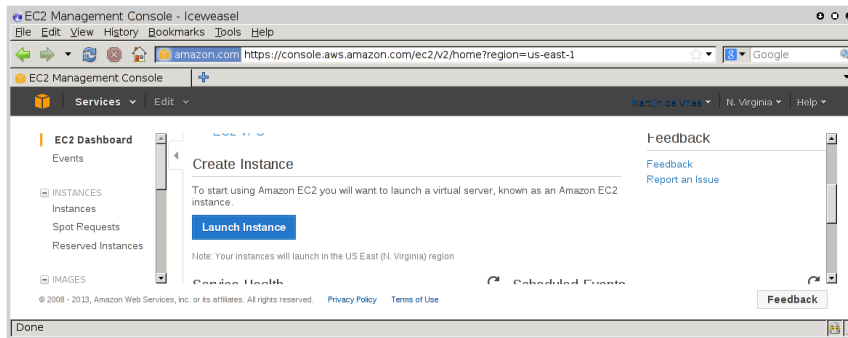 EC2 Management Console - Iceweasel
File Edit View History Bookmarks Tools Help
amazon.com https://console.aws.amazon.com/ec2/v2/home?region=us-east-1
Google
EC2 Management Console
Services Edit N. Virginia Help
EC2 Dashboard
Events
INSTANCES
Instances
Spot Requests
Reserved Instances
IMAGES
Create Instance
To start using Amazon EC2 you will want to launch a virtual server, known as an Amazon EC2
instance.
Launch Instance
Note: Your instances will launch in the US East (N. Virginia) region
Service Health
Scheduled Events
Feedback
Feedback
Report an Issue
© 2008 - 2013, Amazon Web Services, Inc. or its affiliates. All rights reserved. Privacy Policy Terms of Use
Feedback
Done